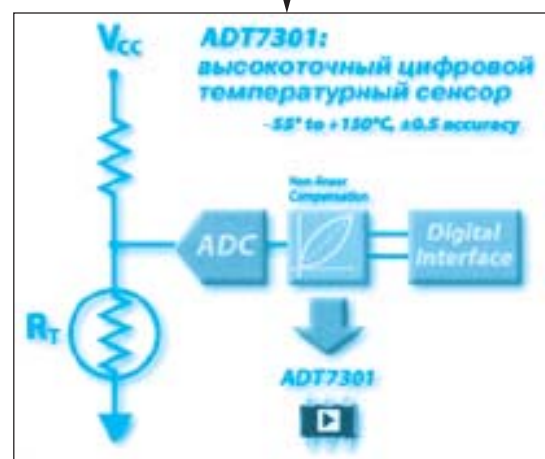 Vcc
ADT7301:
высокоточный цифровой
температурный сенсор
–55° to +150°C, ±0.5 accuracy
Non-linear
Compensation
ADC
Digital
Interface
RT
ADT7301